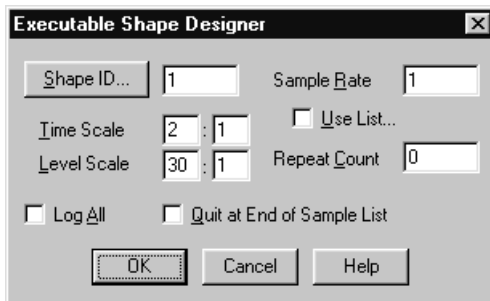 Executable Shape Designer
Shape ID... 1 Sample Rate 1
Time Scale 2 : 1 Use List...
Level Scale 30 : 1 Repeat Count 0
Log All Quit at End of Sample List
OK Cancel Help